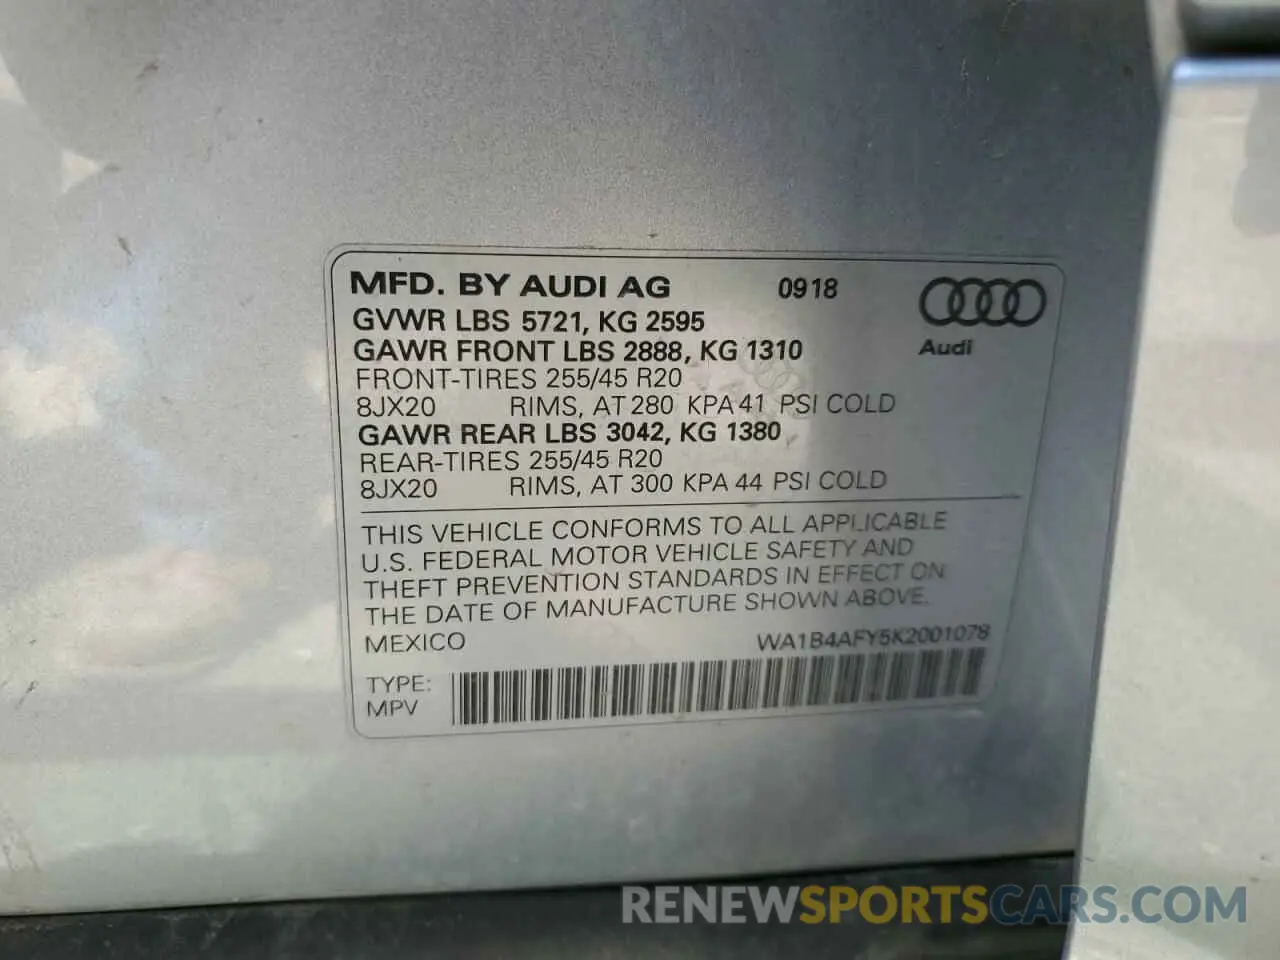 MFD. BY AUDI AG 0918
GVWR LBS 5721, KG 2595
GAWR FRONT LBS 2888, KG 1310
Audi
FRONT-TIRES 255/45 R20
8JX20 RIMS, AT 280 KPA 41 PSI COLD
GAWR REAR LBS 3042, KG 1380
REAR-TIRES 255/45 R20
8JX20 RIMS, AT 300 KPA 44 PSI COLD
THIS VEHICLE CONFORMS TO ALL APPLICABLE
U.S. FEDERAL MOTOR VEHICLE SAFETY AND
THEFT PREVENTION STANDARDS IN EFFECT ON
THE DATE OF MANUFACTURE SHOWN ABOVE.
MEXICO WA1B4AFY5K2001078
TYPE:
MPV
RENEWSPORTSCARS.COM